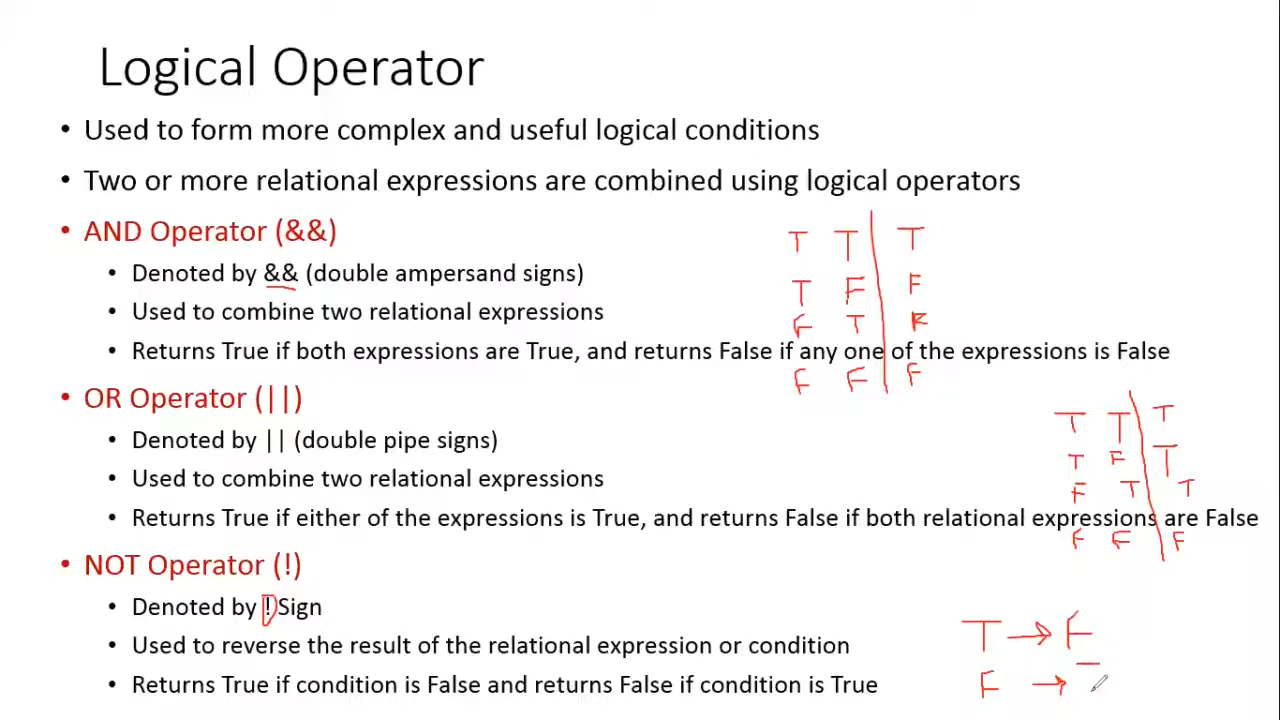 Logical Operator
• Used to form more complex and useful logical conditions
• Two or more relational expressions are combined using logical operators
• AND Operator (&&)
• Denoted by && (double ampersand signs)
• Used to combine two relational expressions
• Returns True if both expressions are True, and returns False if any one of the expressions is False
T T T
T F F
F T F
F F F
• OR Operator (||)
• Denoted by || (double pipe signs)
• Used to combine two relational expressions
• Returns True if either of the expressions is True, and returns False if both relational expressions are False
T T T
T F T
F T T
F F F
• NOT Operator (!)
• Denoted by ! Sign
• Used to reverse the result of the relational expression or condition
• Returns True if condition is False and returns False if condition is True
T → F
F →